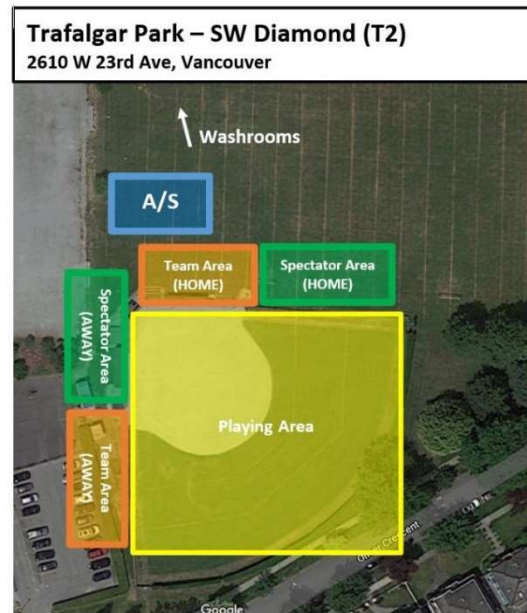 Trafalgar Park – SW Diamond (T2)
2610 W 23rd Ave, Vancouver
Washrooms
A/S
Team Area
(HOME)
Spectator Area
(HOME)
Spectator Area
(AWAY)
Playing Area
Team Area
(AWAY)
Crescent
Google